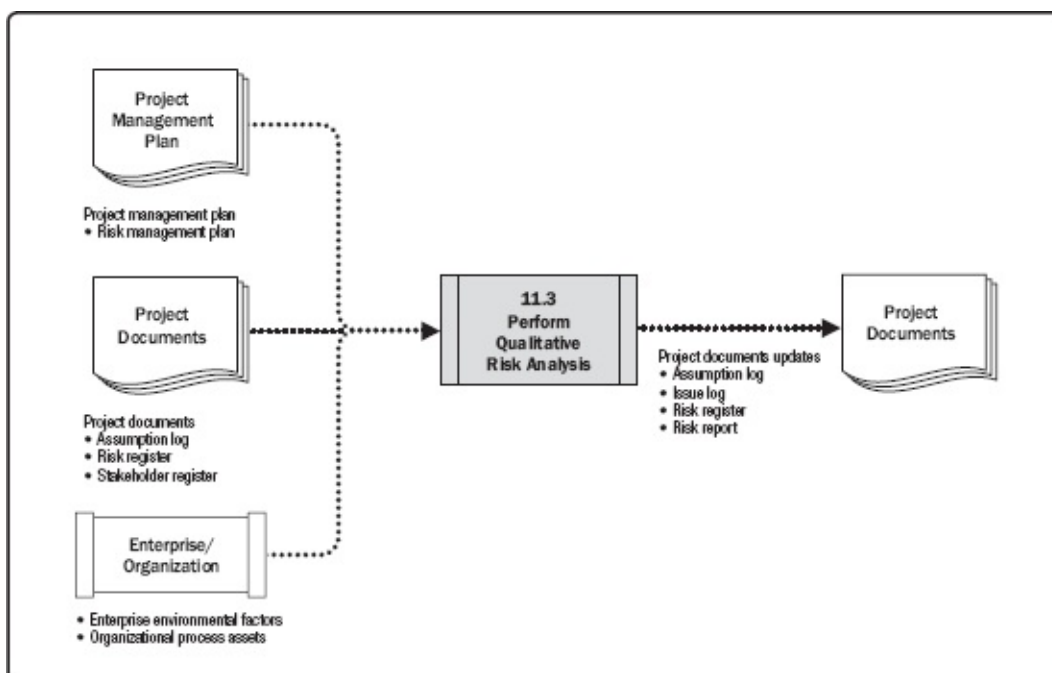 Project
Management
Plan
Project management plan
• Risk management plan
Project
Documents
Project documents
• Assumption log
• Risk register
• Stakeholder register
Enterprise/
Organization
• Enterprise environmental factors
• Organizational process assets
11.3
Perform
Qualitative
Risk Analysis
Project documents updates
• Assumption log
• Issue log
• Risk register
• Risk report
Project
Documents